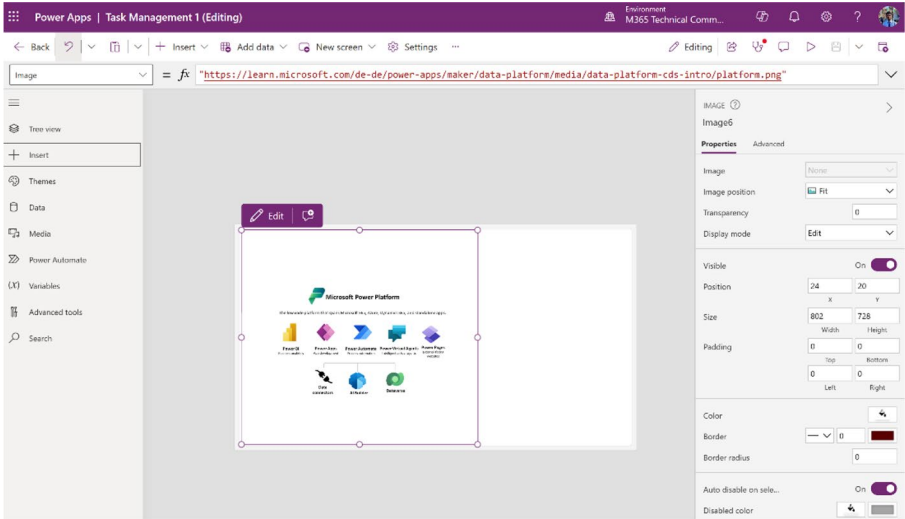 Power Apps | Task Management 1 (Editing)
Environment
M365 Technical Comm...
Back
Insert
Add data
New screen
Settings
...
Editing
Image
= fx "https://learn.microsoft.com/de-de/power-apps/maker/data-platform/media/data-platform-cds-intro/platform.png"
Tree view
Insert
Themes
Data
Media
Power Automate
(x) Variables
Advanced tools
Search
Edit
Microsoft Power Platform
Power BI
Power Apps
Power Automate
Power Virtual Agents
Power Pages
Data
connectors
AI Builder
Dataverse
IMAGE
Image6
Properties Advanced
Image None
Image position Fit
Transparency 0
Display mode Edit
Visible On
Position 24 20
X Y
Size 802 728
Width Height
Padding 0 0
Top Bottom
0 0
Left Right
Color
Border 0
Border radius 0
Auto disable on sele... On
Disabled color